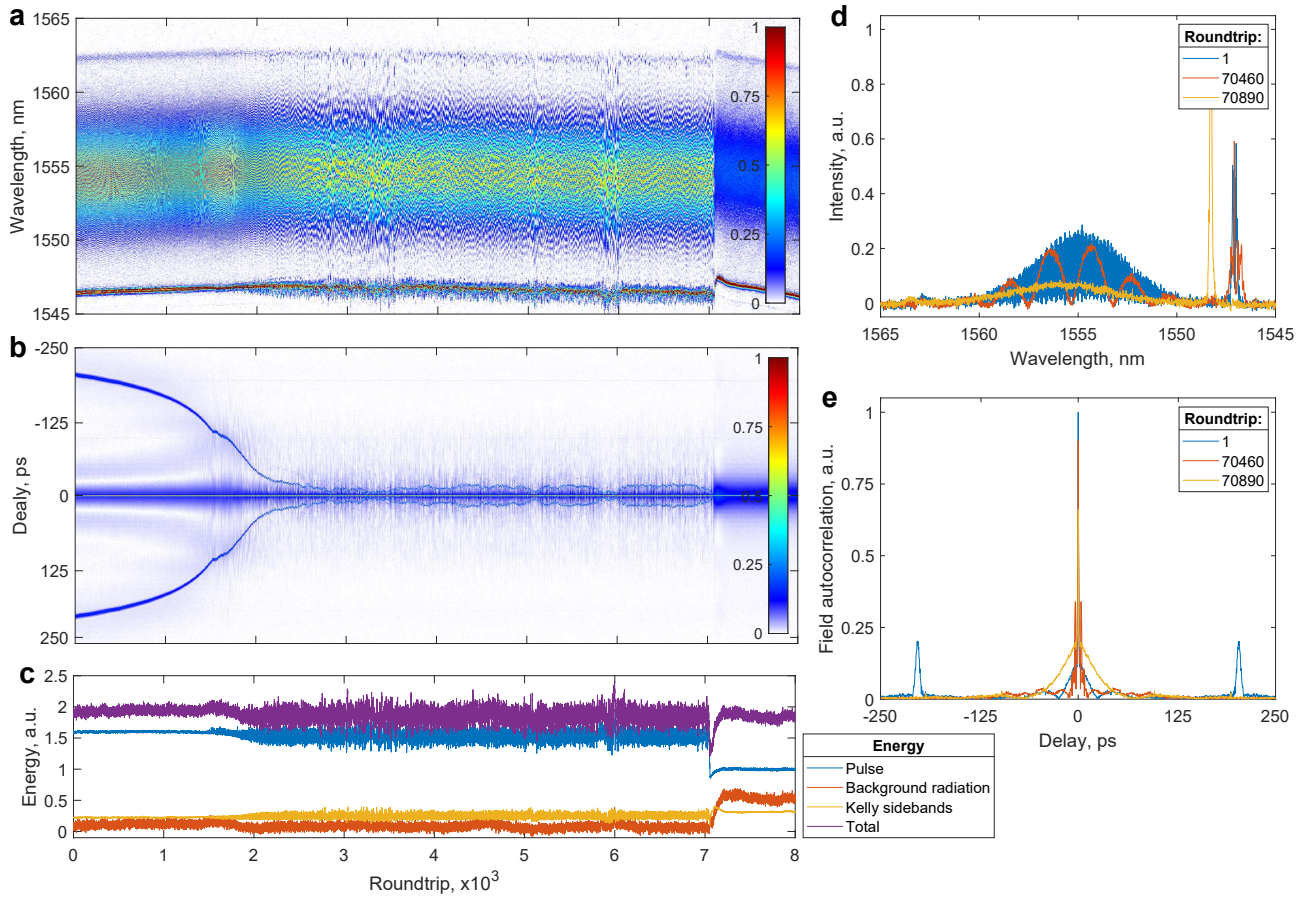 a
1565
1560
1555
1550
1545
Wavelength, nm
1
0.75
0.5
0.25
0
b
-250
-125
0
125
250
Dealy, ps
1
0.75
0.5
0.25
0
c
2.5
2
1.5
1
0.5
0
Energy, a.u.
0 1 2 3 4 5 6 7 8
Roundtrip, x10³
Energy
Pulse
Background radiation
Kelly sidebands
Total
d
1
0.8
0.6
0.4
0.2
0
Intensity, a.u.
Roundtrip:
1
70460
70890
1565 1560 1555 1550 1545
Wavelength, nm
e
1
0.75
0.5
0.25
0
Field autocorrelation, a.u.
Roundtrip:
1
70460
70890
-250 -125 0 125 250
Delay, ps